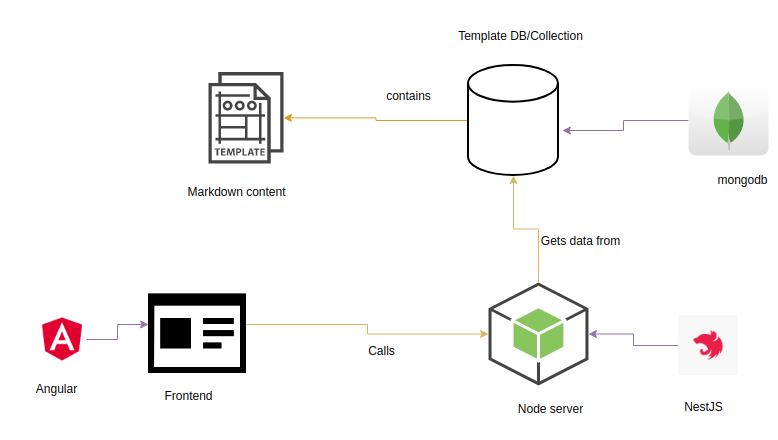 Template DB/Collection
contains
TEMPLATE
Markdown content
mongodb
Gets data from
Calls
Angular
Frontend
Node server
NestJS